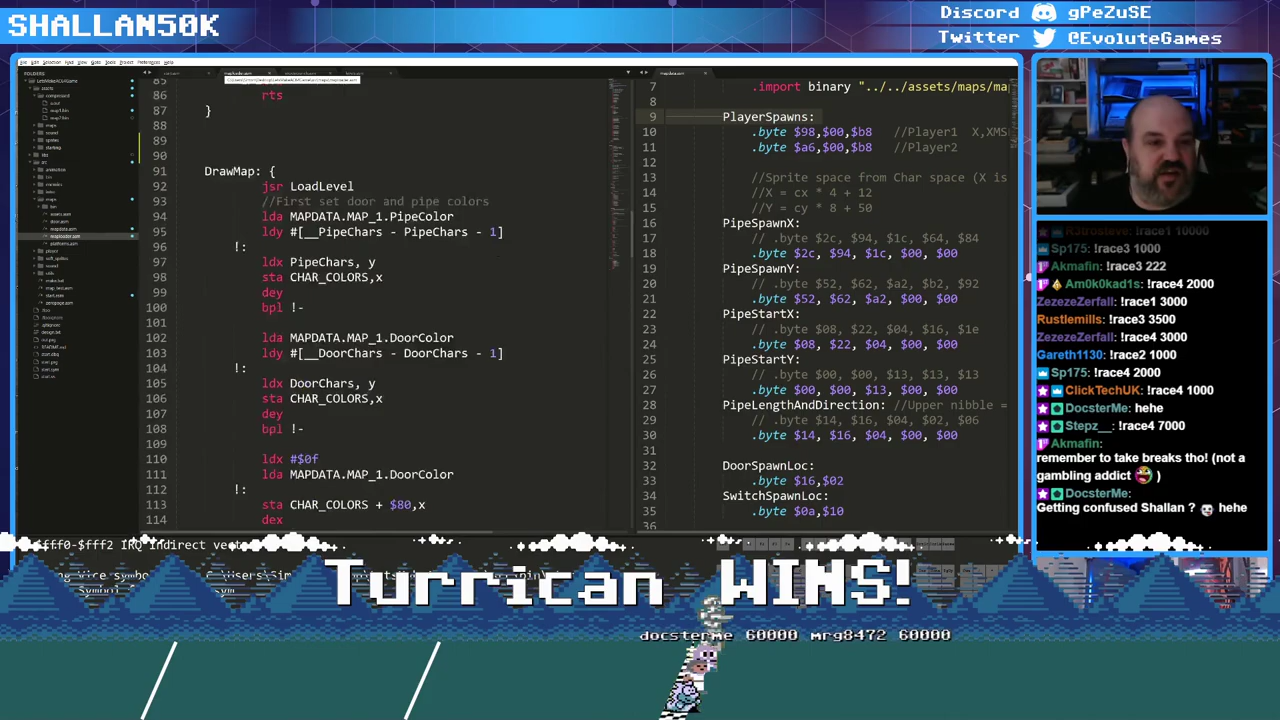 SHALLAN50K
Discord gPeZuSE
Twitter @EvoluteGames
86 rts
87 }
88
89
90
91 DrawMap: {
92 jsr LoadLevel
93 //First set door and pipe colors
94 lda MAPDATA.MAP_1.PipeColor
95 ldy #[__PipeChars - PipeChars - 1]
96 !:
97 ldx PipeChars, y
98 sta CHAR_COLORS,x
99 dey
100 bpl !-
101
102 lda MAPDATA.MAP_1.DoorColor
103 ldy #[__DoorChars - DoorChars - 1]
104 !:
105 ldx DoorChars, y
106 sta CHAR_COLORS,x
107 dey
108 bpl !-
109
110 ldx #$0f
111 lda MAPDATA.MAP_1.DoorColor
112 !:
113 sta CHAR_COLORS + $80,x
114 dex
7 .import binary "../../assets/maps/ma
8
9 PlayerSpawns:
10 .byte $98,$00,$b8 //Player1 X,XMS
11 .byte $a6,$00,$b8 //Player2
12
13 //Sprite space from Char space (X is
14 //X = cx * 4 + 12
15 //Y = cy * 8 + 50
16 PipeSpawnX:
17 // .byte $2c, $94, $1c, $64, $84
18 .byte $2c, $94, $1c, $00, $00
19 PipeSpawnY:
20 // .byte $52, $62, $a2, $b2, $92
21 .byte $52, $62, $a2, $00, $00
22 PipeStartX:
23 // .byte $08, $22, $04, $16, $1e
24 .byte $08, $22, $04, $00, $00
25 PipeStartY:
26 // .byte $00, $00, $13, $13, $13
27 .byte $00, $00, $13, $00, $00
28 PipeLengthAndDirection: //Upper nibble =
29 // .byte $14, $16, $04, $02, $06
30 .byte $14, $16, $04, $00, $00
31
32 DoorSpawnLoc:
33 .byte $16,$02
34 SwitchSpawnLoc:
35 .byte $0a,$10
36
R3trosteve: !race1 10000
Sp175: !race3 1000
Akmafin: !race3 222
Am0k0kad1s: !race4 2000
ZezezeZerfall: !race1 3000
Rustlemills: !race3 3500
ZezezeZerfall: !race4 3000
Gareth1130: !race2 1000
Sp175: !race4 2000
ClickTechUK: !race4 1000
DocsterMe: hehe
Stepz__: !race4 7000
Akmafin:
remember to take breaks tho! (not a
gambling addict )
DocsterMe:
Getting confused Shallan ? hehe
$fff0-$fff2 IRQ Indirect
Turrican WINS!
docsterme 60000 mrg8472 60000